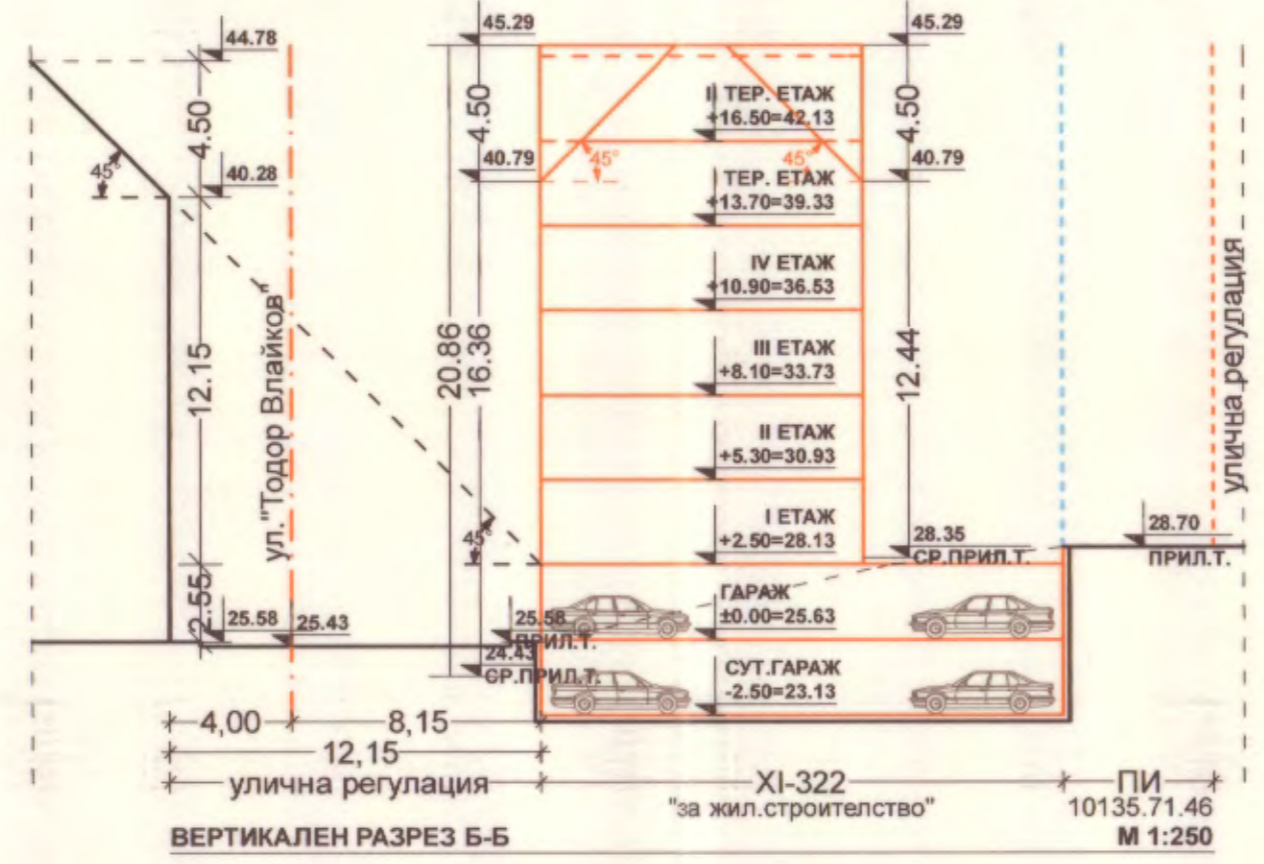 44.78
45.29
45.29
4.50
4.50
4.50
II ТЕР. ЕТАЖ
+16.50=42.13
45°
40.28
40.79
45°
45°
40.79
I ТЕР. ЕТАЖ
+13.70=39.33
IV ЕТАЖ
+10.90=36.53
III ЕТАЖ
+8.10=33.73
II ЕТАЖ
+5.30=30.93
I ЕТАЖ
+2.50=28.13
ГАРАЖ
±0.00=25.63
СУТ.ГАРАЖ
-2.50=23.13
12.15
ул."Тодор Влайков"
20.86
16.36
12.44
улична регулация
45°
28.35
СР.ПРИЛ.Т.
28.70
ПРИЛ.Т.
2.55
25.58
25.43
25.58
ПРИЛ.Т.
24.43
СР.ПРИЛ.Т.
4,00
8,15
12,15
улична регулация
XI-322
"за жил.строителство"
ПИ
10135.71.46
ВЕРТИКАЛЕН РАЗРЕЗ Б-Б
М 1:250